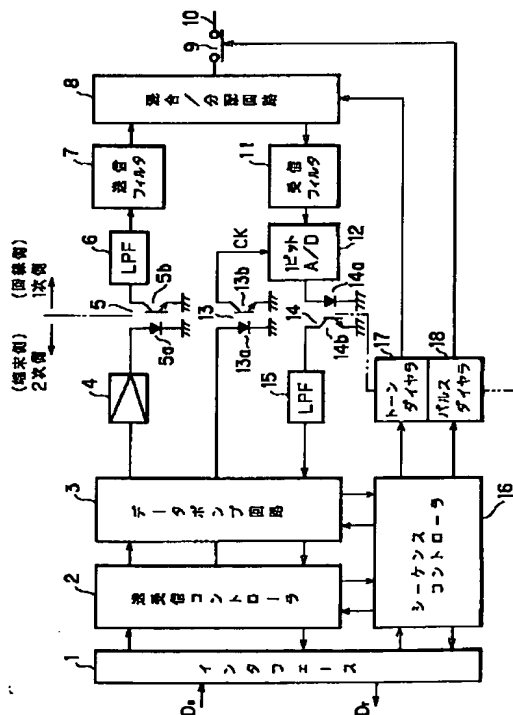 (端末側)
2次側
(回線側)
1次側
1
インタフェース
2
送受信コントローラ
3
データポンプ回路
4
5
5a
5b
6
LPF
7
送信
フィルタ
8
混合/分配回路
9
10
11
受信
フィルタ
CK
12
1ビット
A/D
13
13a
13b
14
14a
14b
15
LPF
16
シーケンス
コントローラ
17
トーン
ダイヤラ
18
パルス
ダイヤラ
Dr